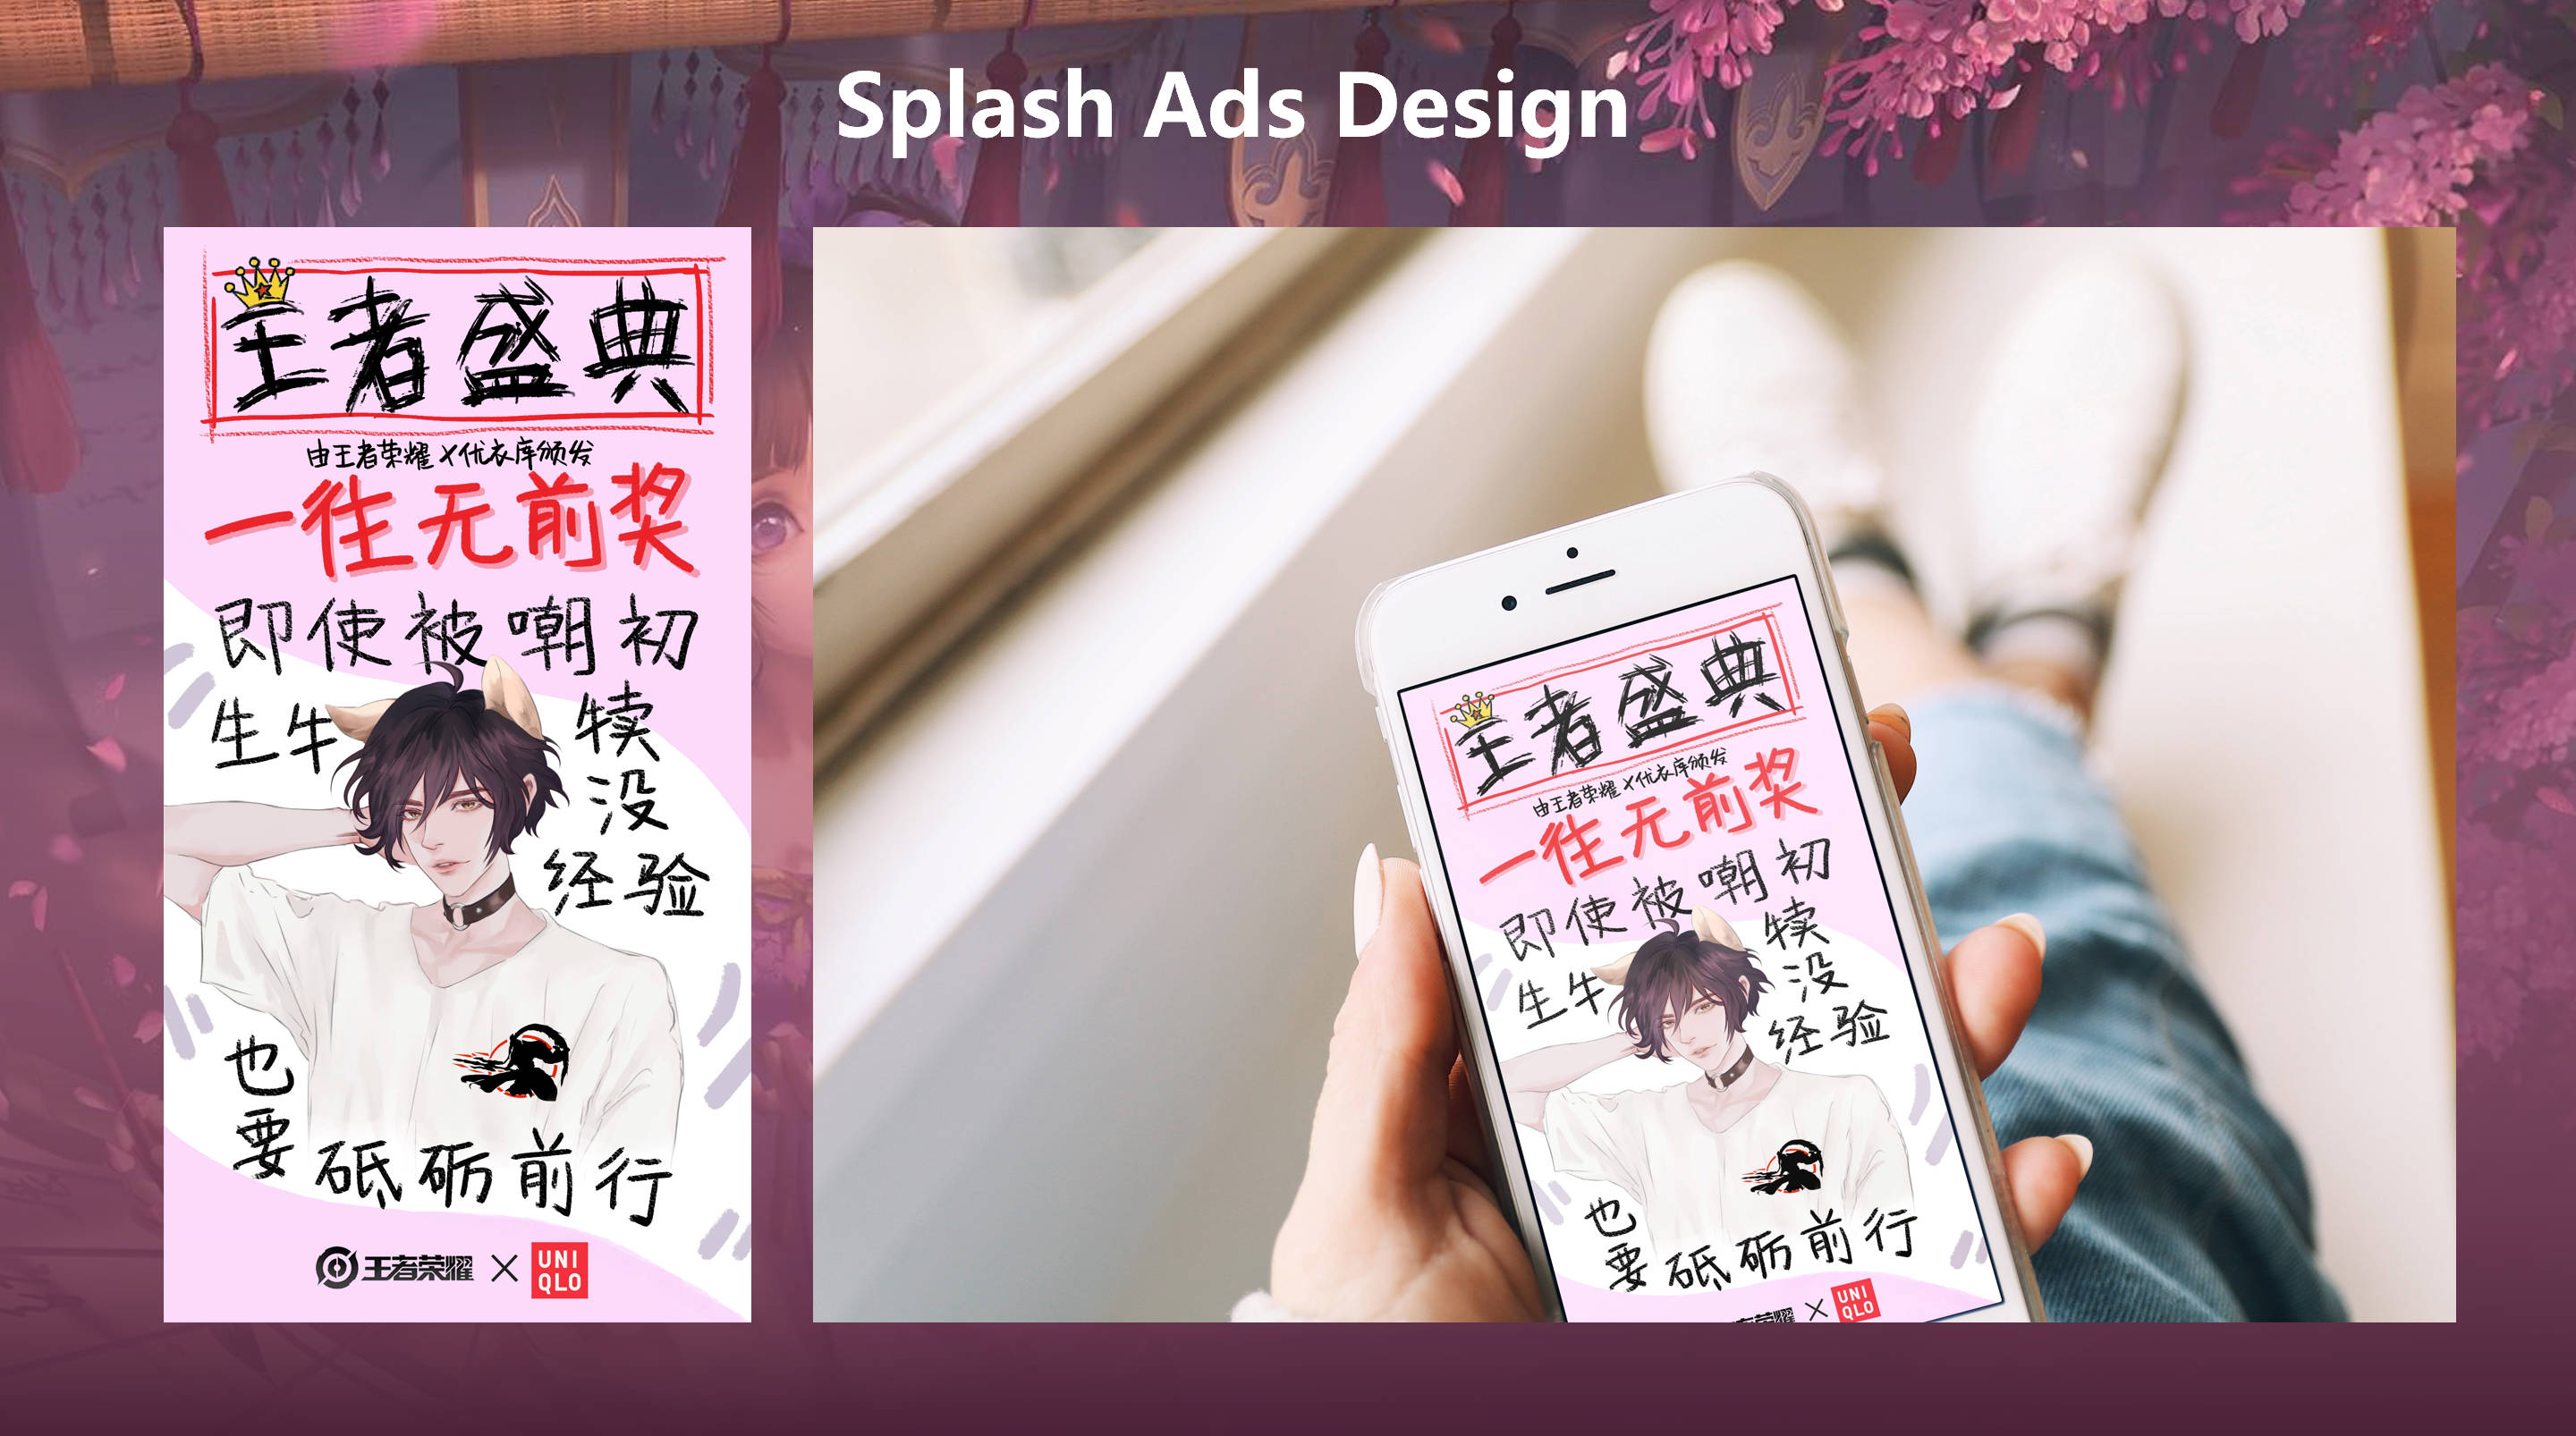 Splash Ads Design
王者盛典
由王者荣耀×优衣库颁发
一往无前奖
即使被嘲初
生牛犊
没
经验
也
要砥砺前行
王者荣耀 × UNI
QLO
王者盛典
由王者荣耀×优衣库颁发
一往无前奖
即使被嘲初
生牛犊
没
经验
也
要砥砺前行
王者荣耀 × UNI
QLO